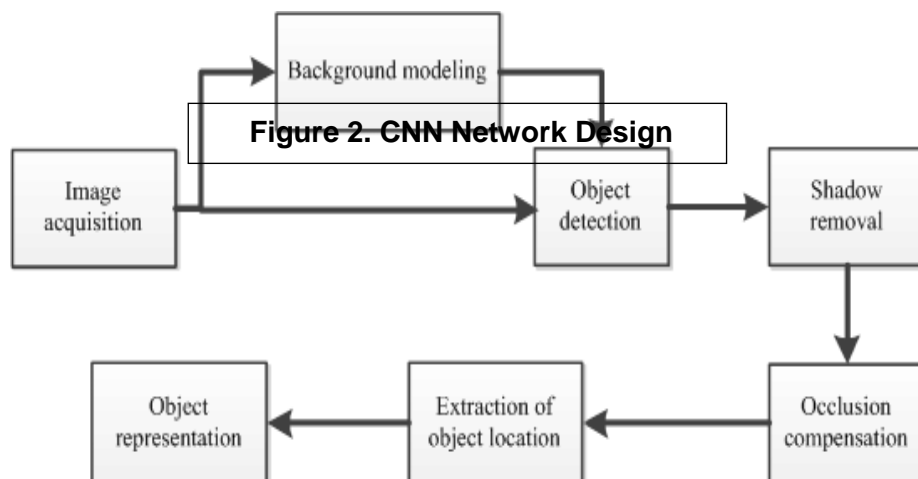 Background modeling
Figure 2. CNN Network Design
Image
acquisition
Object
detection
Shadow
removal
Object
representation
Extraction of
object location
Occlusion
compensation